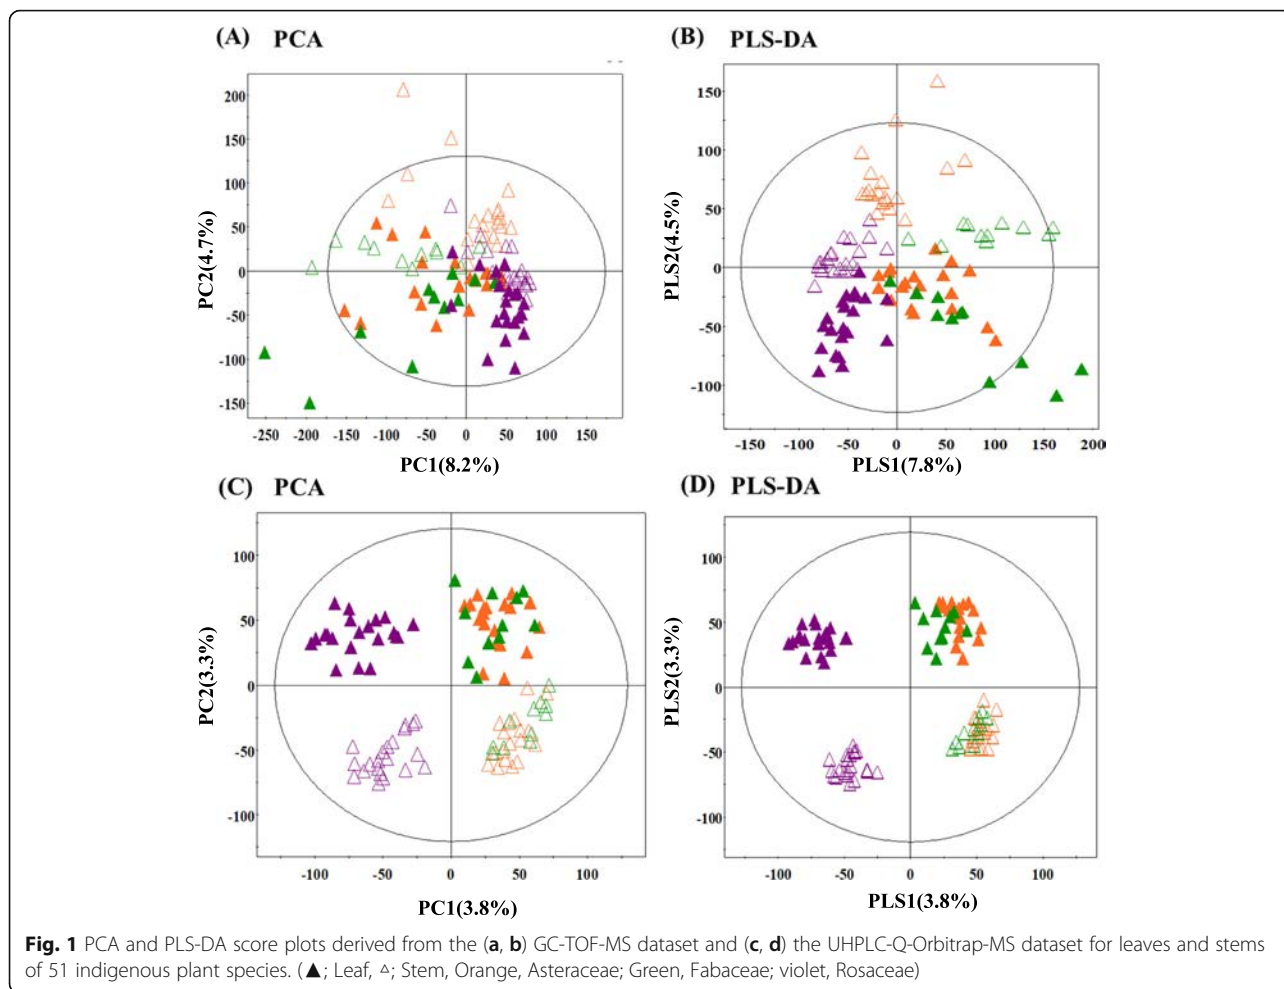 (A) PCA
(B) PLS-DA
200
150
100
50
0
-50
-100
-150
PC2(4.7%)
-250 -200 -150 -100 -50 0 50 100 150
PC1(8.2%)
150
100
50
0
-50
-100
PLS2(4.5%)
-150 -100 -50 0 50 100 150 200
PLS1(7.8%)
(C) PCA
(D) PLS-DA
100
50
0
-50
-100
PC2(3.3%)
-100 -50 0 50 100
PC1(3.8%)
100
50
0
-50
-100
PLS2(3.3%)
-100 -50 0 50 100
PLS1(3.8%)
Fig. 1 PCA and PLS-DA score plots derived from the (a, b) GC-TOF-MS dataset and (c, d) the UHPLC-Q-Orbitrap-MS dataset for leaves and stems
of 51 indigenous plant species. (▲; Leaf, △; Stem, Orange, Asteraceae; Green, Fabaceae; violet, Rosaceae)